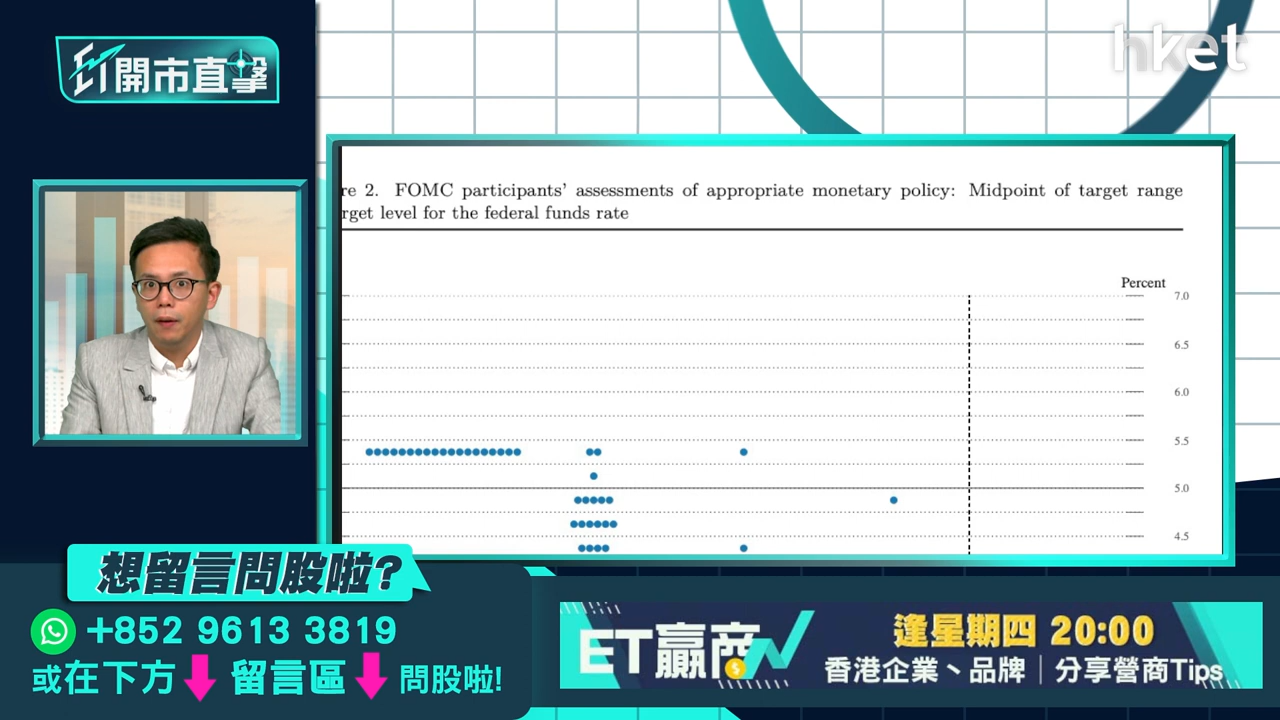 ET開市直擊
hket
re 2. FOMC participants' assessments of appropriate monetary policy: Midpoint of target range
rget level for the federal funds rate
Percent
7.0
6.5
6.0
5.5
5.0
4.5
想留言問股啦?
+852 9613 3819
或在下方 留言區 問股啦!
ET贏商
逢星期四 20:00
香港企業、品牌|分享營商Tips